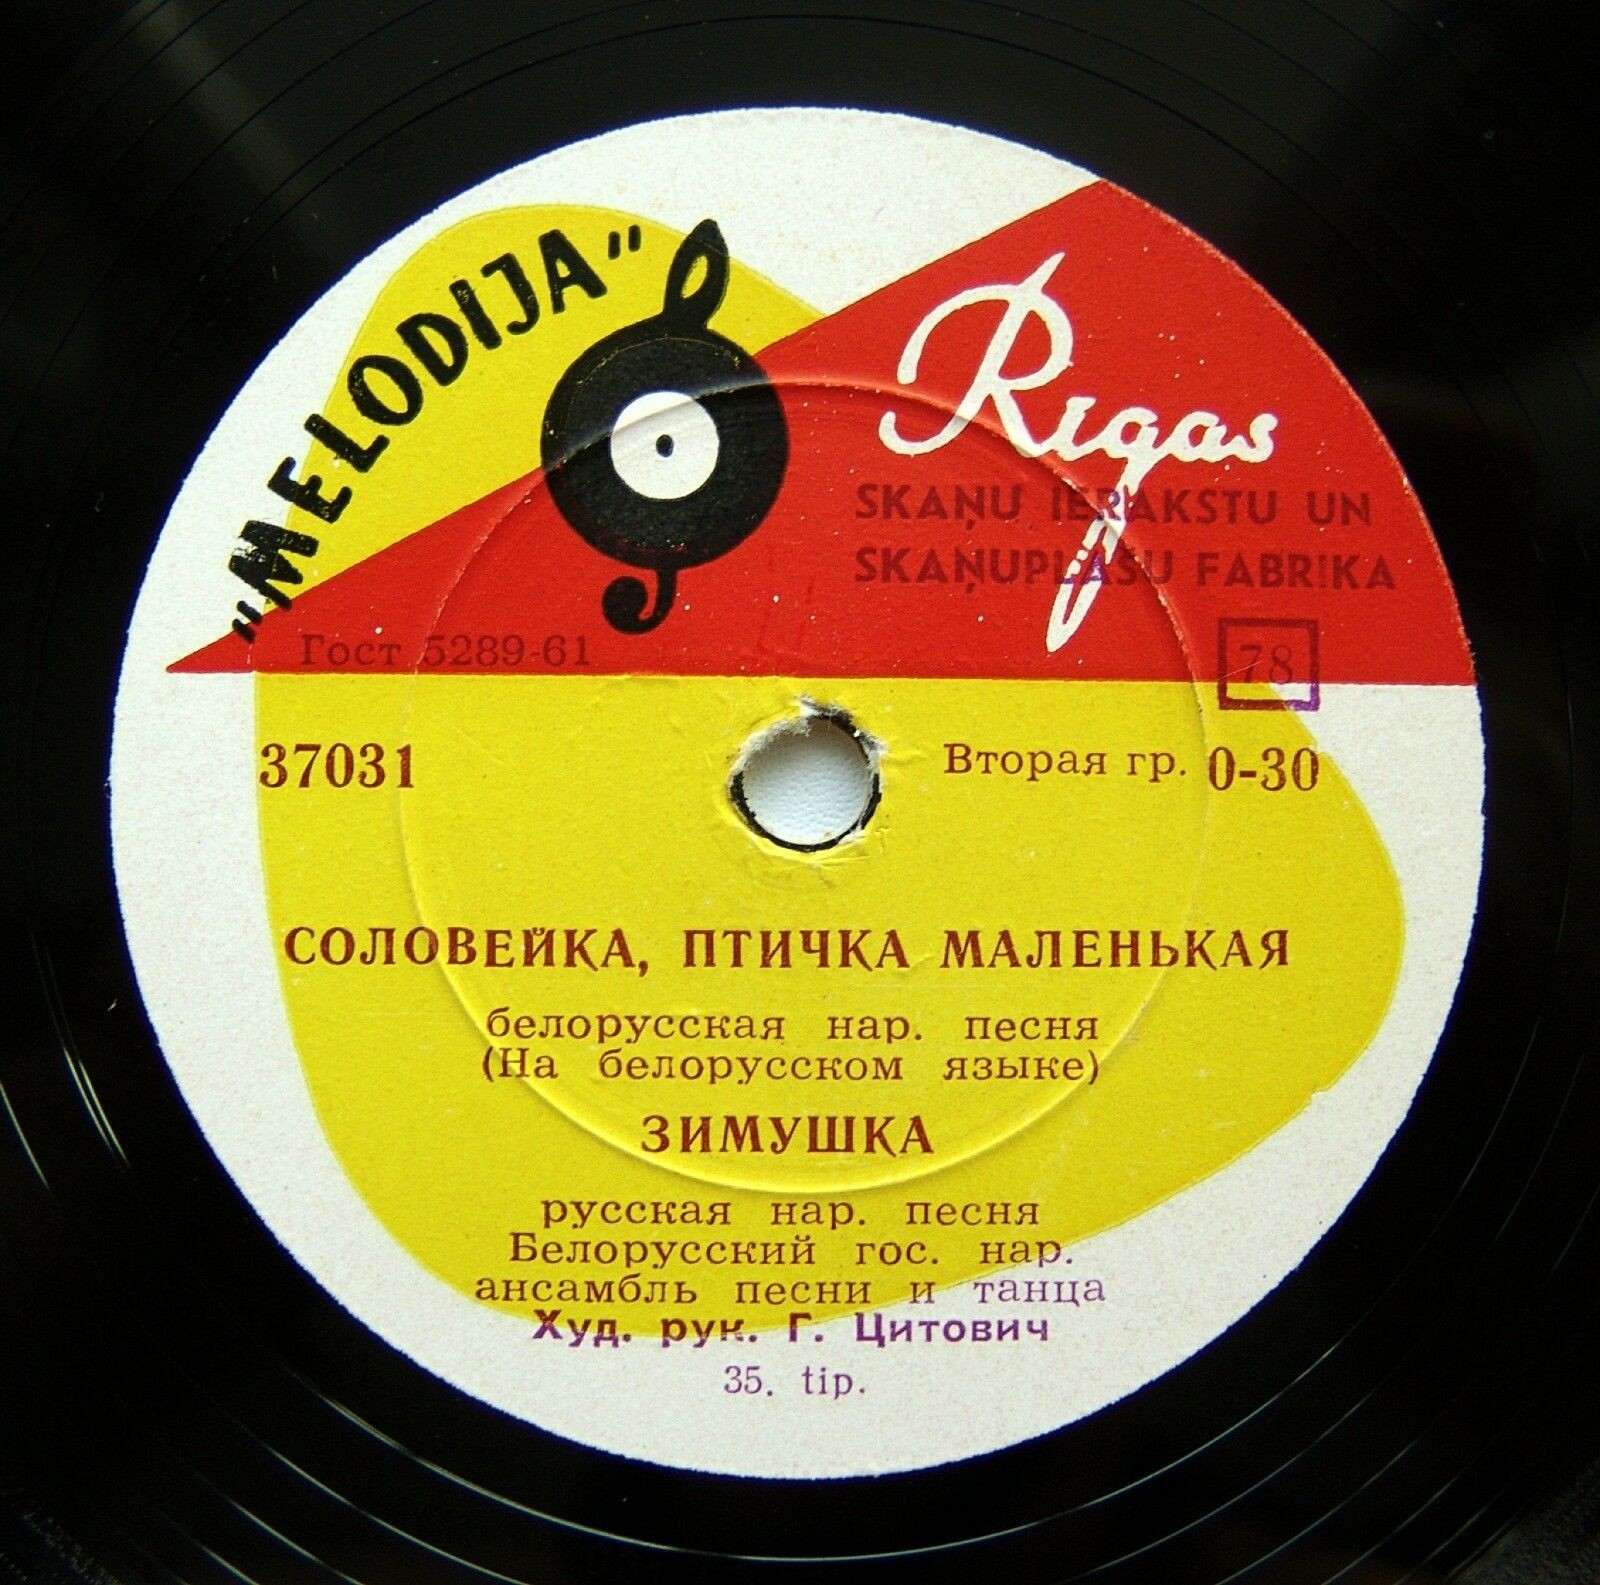 „MELODIJA"
Rīgas
SKAŅU IERAKSTU UN
SKAŅUPLAŠU FABRIKA
Гост 5289-61
78
37031
Вторая гр. 0-30
СОЛОВЕЙКА, ПТИЧКА МАЛЕНЬКАЯ
белорусская нар. песня
(На белорусском языке)
ЗИМУШКА
русская нар. песня
Белорусский гос. нар.
ансамбль песни и танца
Худ. рук. Г. Цитович
35. tip.